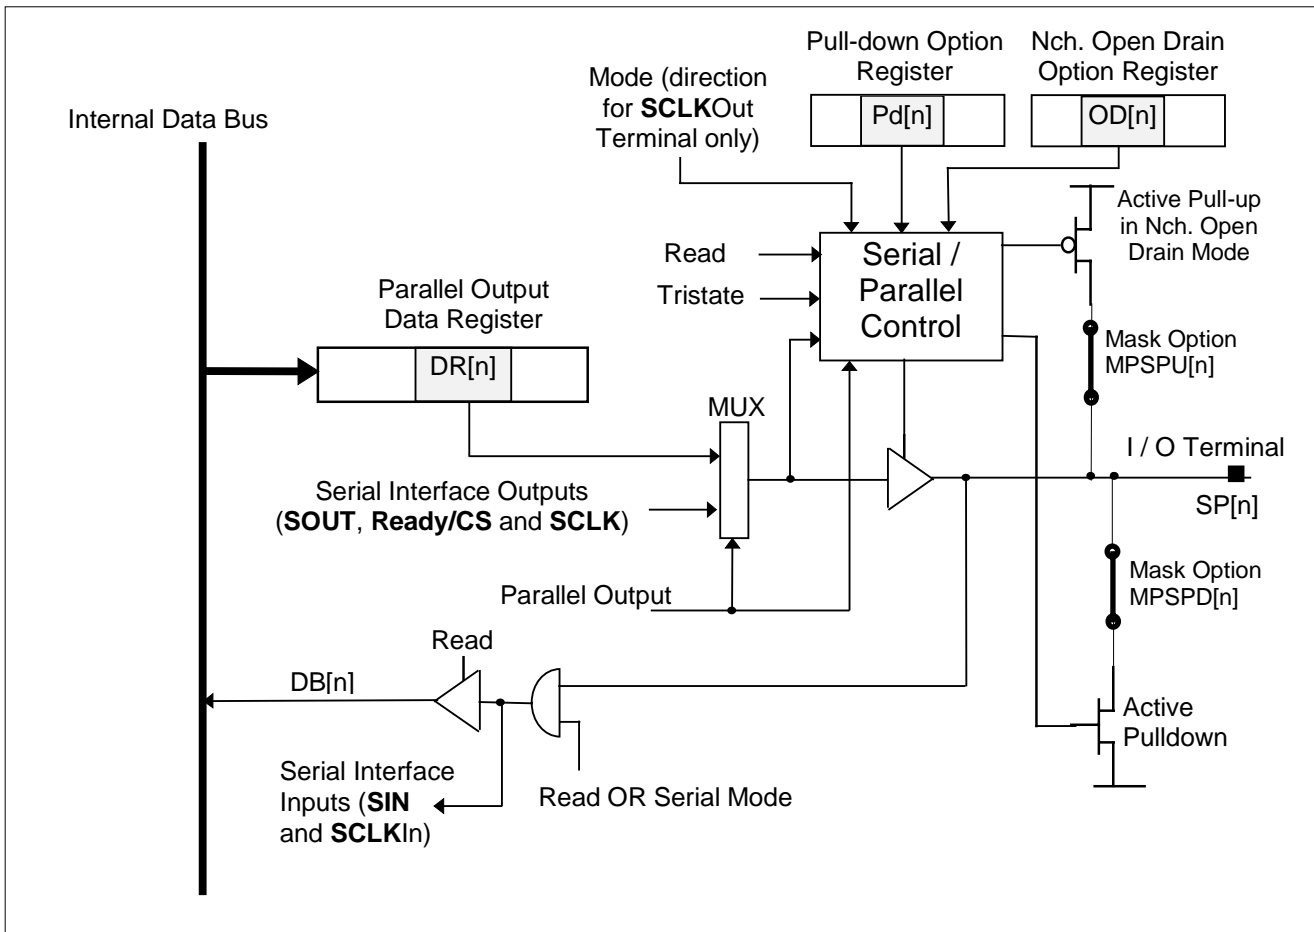 Pull-down Option
Register
Nch. Open Drain
Option Register
Mode (direction
for SCLKOut
Terminal only)
Pd[n]
OD[n]
Internal Data Bus
Active Pull-up
in Nch. Open
Drain Mode
Read
Serial /
Parallel
Control
Tristate
Parallel Output
Data Register
Mask Option
MPSPU[n]
DR[n]
MUX
I / O Terminal
Serial Interface Outputs
(SOUT, Ready/CS and SCLK)
SP[n]
Mask Option
MPSPD[n]
Parallel Output
Read
DB[n]
Active
Pulldown
Serial Interface
Inputs (SIN
and SCLKIn)
Read OR Serial Mode